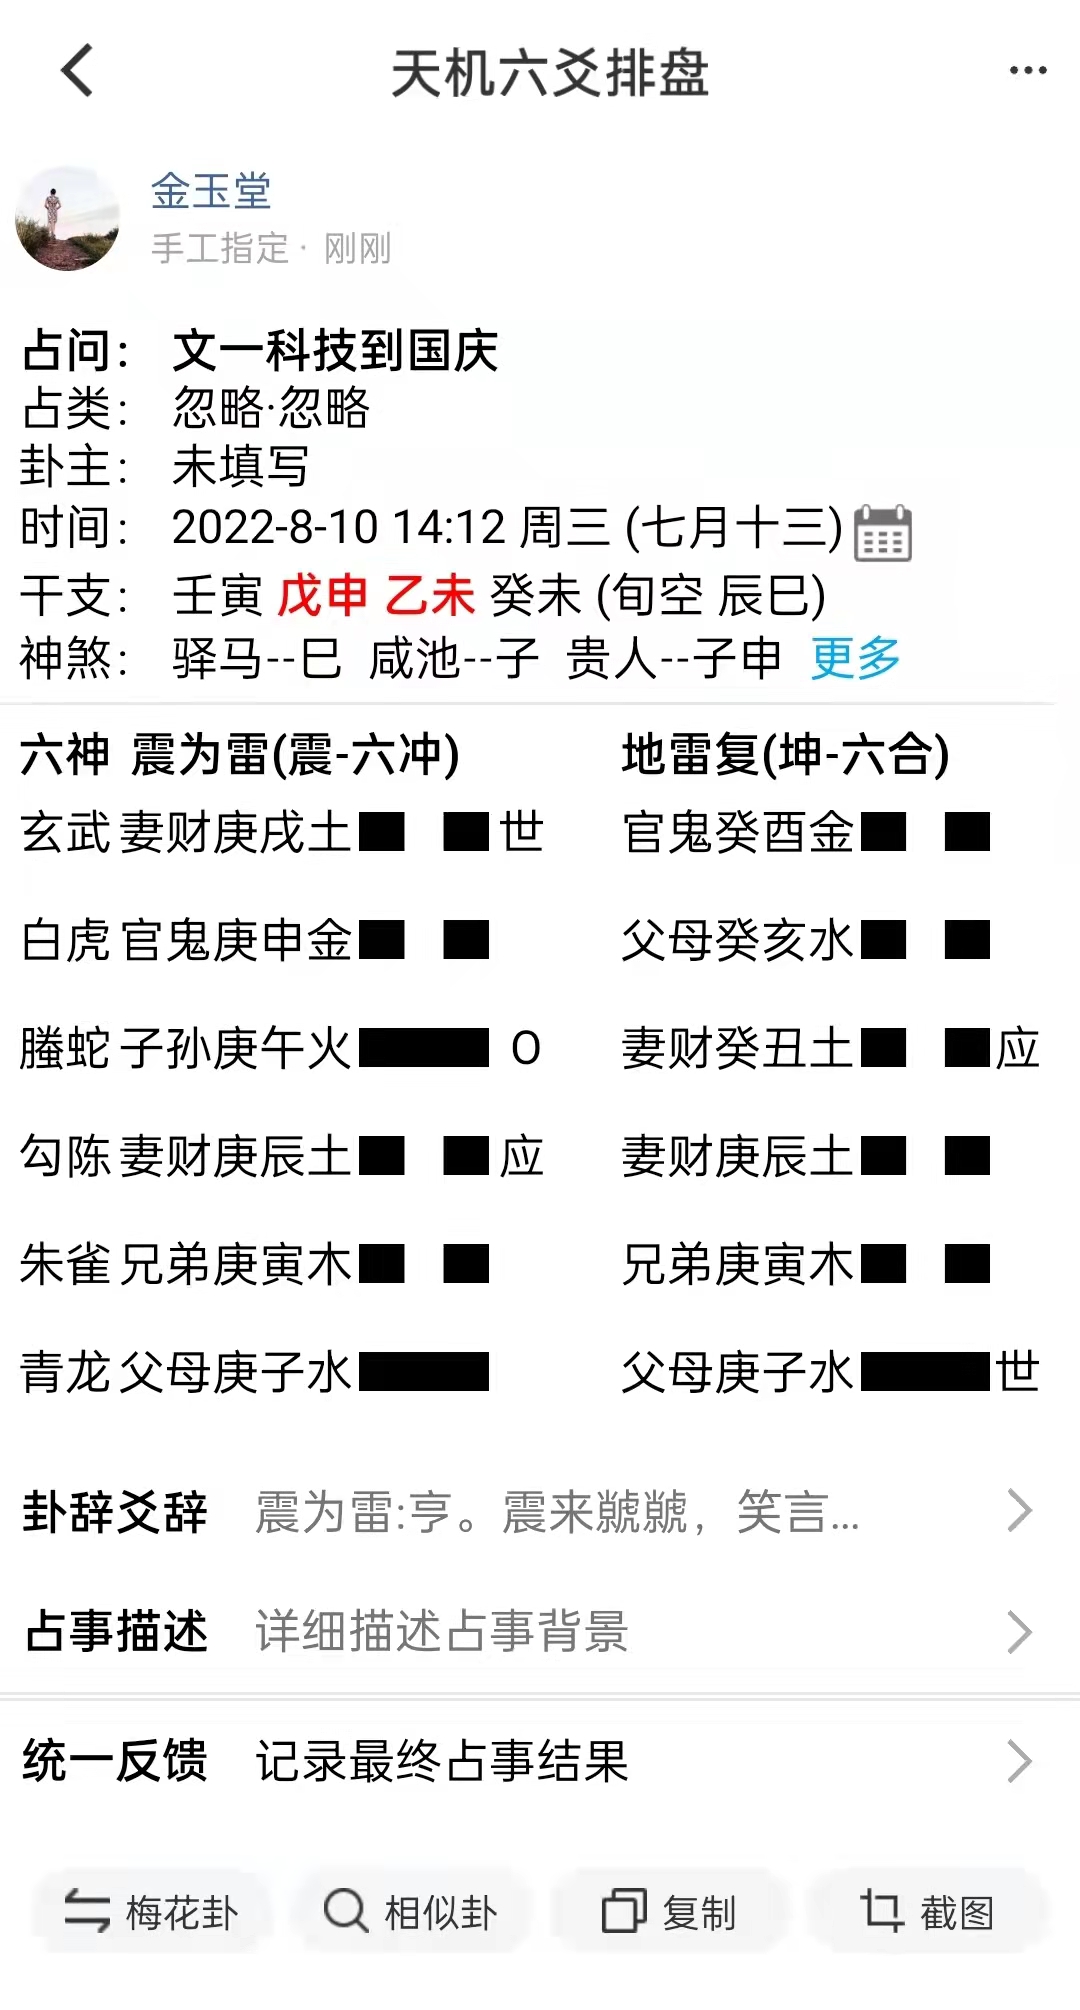 天机六爻排盘
金玉堂
手工指定· 刚刚
占问： 文一科技到国庆
占类： 忽略·忽略
卦主： 未填写
时间： 2022-8-10 14:12 周三 (七月十三)
干支： 壬寅 戊申 乙未 癸未 (旬空 辰巳)
神煞： 驿马--巳 咸池--子 贵人--子申 更多
六神 震为雷(震-六冲) 地雷复(坤-六合)
玄武 妻财庚戌土 世 官鬼癸酉金
白虎 官鬼庚申金 父母癸亥水
螣蛇 子孙庚午火 O 妻财癸丑土 应
勾陈 妻财庚辰土 应 妻财庚辰土
朱雀 兄弟庚寅木 兄弟庚寅木
青龙 父母庚子水 父母庚子水 世
卦辞爻辞 震为雷:亨。震来虩虩，笑言...
占事描述 详细描述占事背景
统一反馈 记录最终占事结果
梅花卦 相似卦 复制 截图